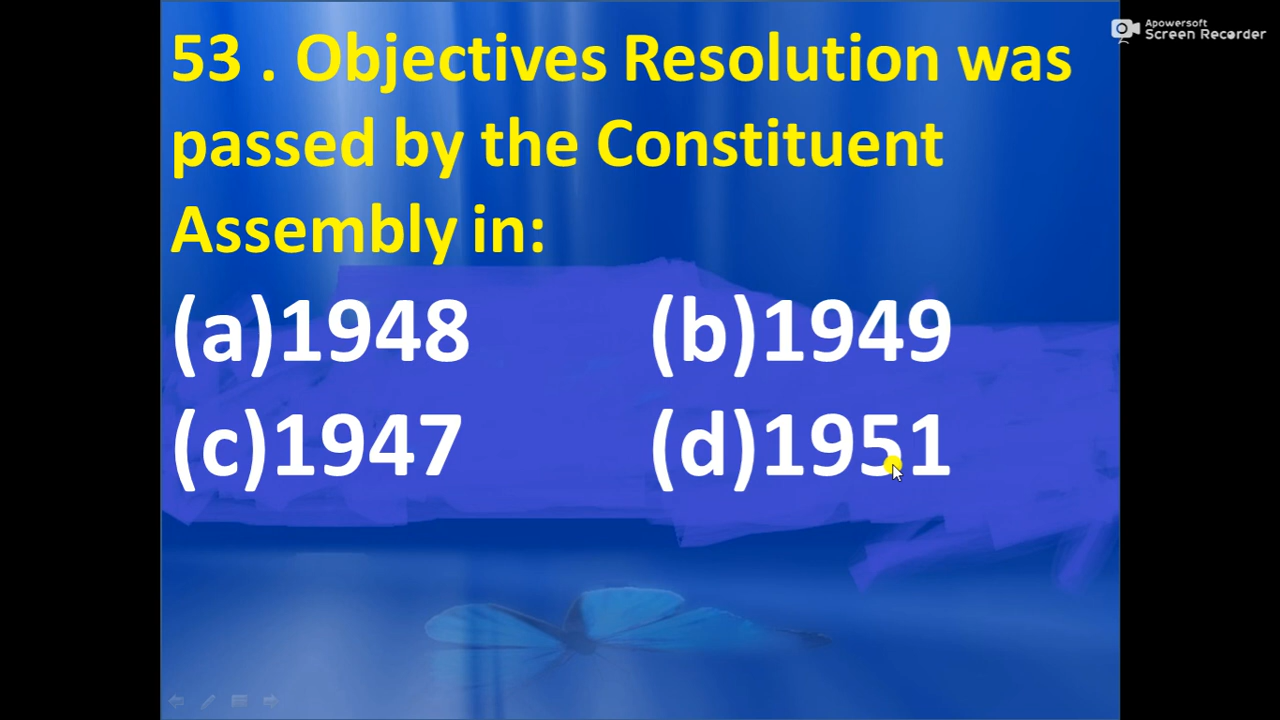 Apowersoft
Screen Recorder
53 . Objectives Resolution was
passed by the Constituent
Assembly in:
(a)1948 (b)1949
(c)1947 (d)1951